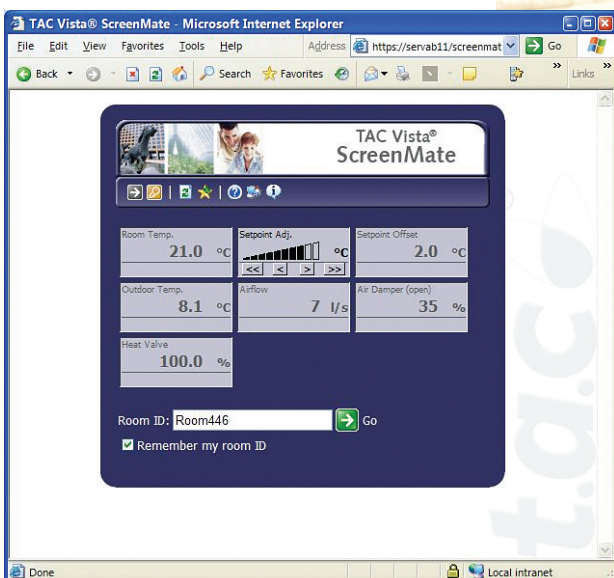 TAC Vista® ScreenMate - Microsoft Internet Explorer
File Edit View Favorites Tools Help Address https://servab11/screenmat Go
Back Search Favorites » Links »
TAC Vista®
ScreenMate
Room Temp. Setpoint Adj. Setpoint Offset
21.0 °C °C 2.0 °C
<< < > >>
Outdoor Temp. Airflow Air Damper (open)
8.1 °C 7 l/s 35 %
Heat Valve
100.0 %
Room ID: Room446 Go
Remember my room ID
t.a.c
Done Local intranet